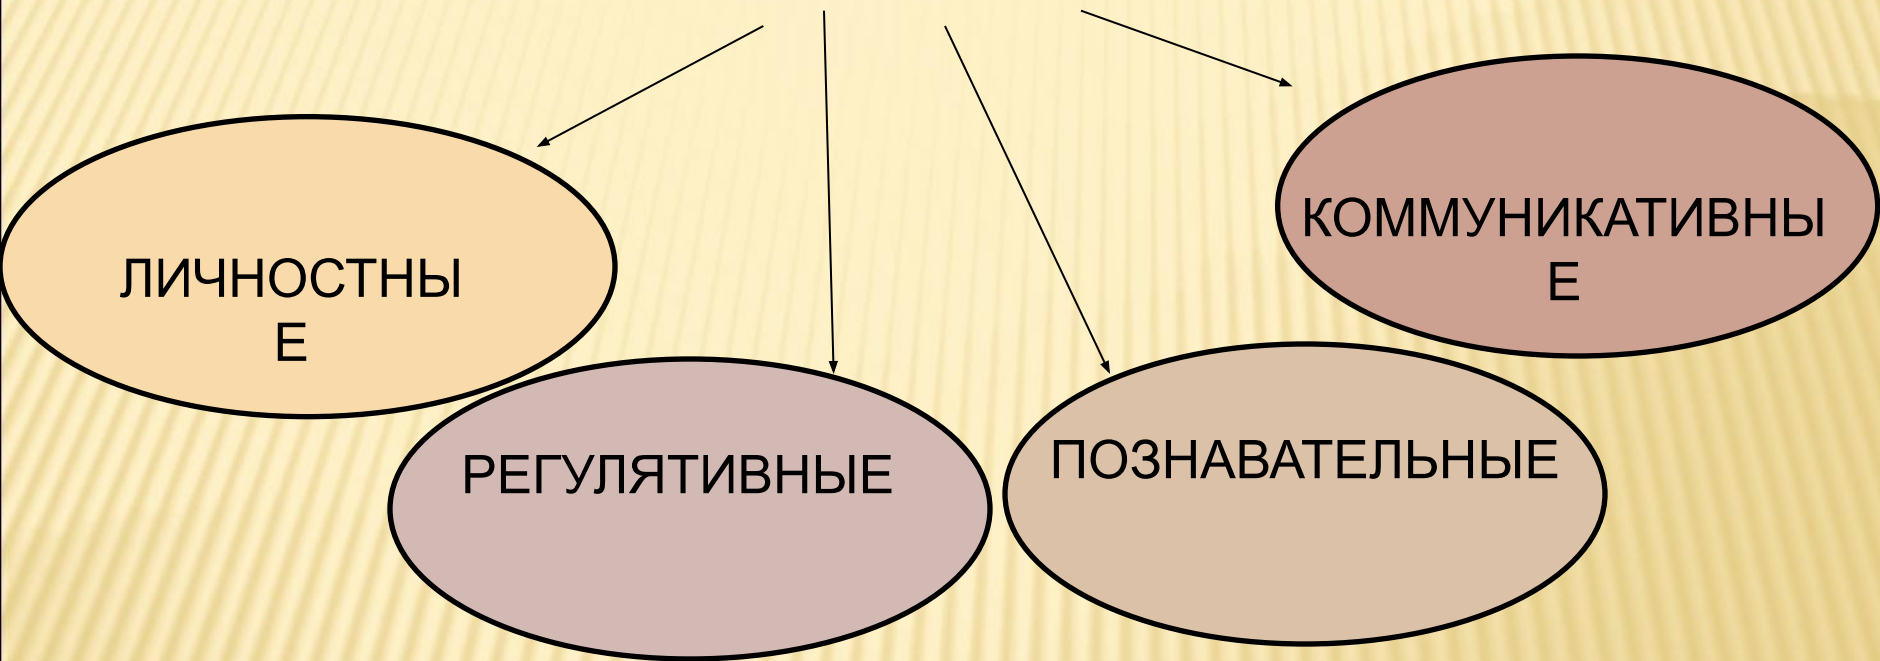 ЛИЧНОСТНЫ
Е
РЕГУЛЯТИВНЫЕ
ПОЗНАВАТЕЛЬНЫЕ
КОММУНИКАТИВНЫ
Е